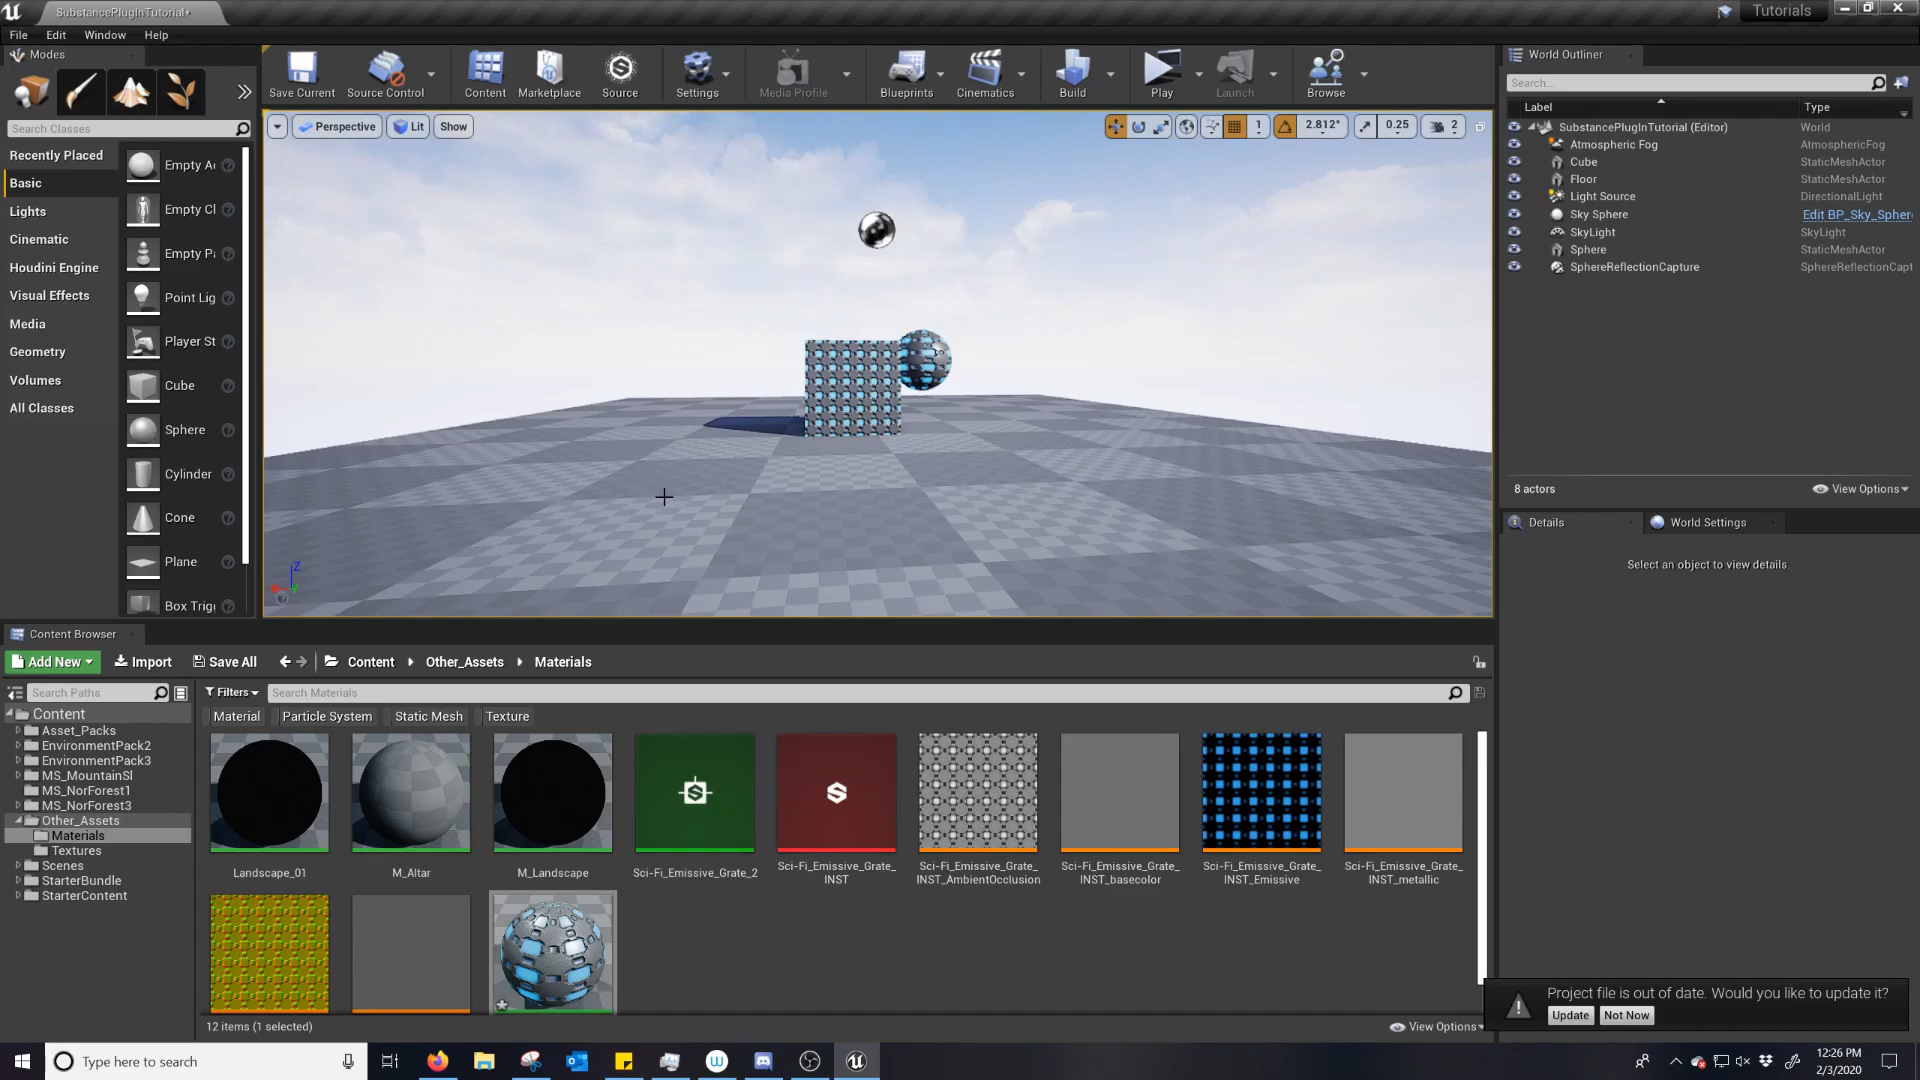 SubstancePlugInTutorial•
Tutorials
File Edit Window Help
Modes
Save Current
Source Control
Content
Marketplace
Source
Settings
Media Profile
Blueprints
Cinematics
Build
Play
Launch
Browse
World Outliner
Search...
Label
Type
Search Classes
Perspective
Lit
Show
1
2.812°
0.25
2
Recently Placed
Basic
Lights
Cinematic
Houdini Engine
Visual Effects
Media
Geometry
Volumes
All Classes
Empty Ac
Empty Cl
Empty Pa
Point Lig
Player St
Cube
Sphere
Cylinder
Cone
Plane
Box Trigg
SubstancePlugInTutorial (Editor) World
Atmospheric Fog AtmosphericFog
Cube StaticMeshActor
Floor StaticMeshActor
Light Source DirectionalLight
Sky Sphere Edit BP_Sky_Spher
SkyLight SkyLight
Sphere StaticMeshActor
SphereReflectionCapture SphereReflectionCapt
8 actors
View Options
Details
World Settings
Select an object to view details.
Z
X
Y
Content Browser
Add New
Import
Save All
Content
Other_Assets
Materials
Search Paths
Filters
Search Materials
Material
Particle System
Static Mesh
Texture
Content
Asset_Packs
EnvironmentPack2
EnvironmentPack3
MS_MountainSl
MS_NorForest1
MS_NorForest3
Other_Assets
Materials
Textures
Scenes
StarterBundle
StarterContent
Landscape_01
M_Altar
M_Landscape
Sci-Fi_Emissive_Grate_2
Sci-Fi_Emissive_Grate_
INST
Sci-Fi_Emissive_Grate_
INST_AmbientOcclusion
Sci-Fi_Emissive_Grate_
INST_basecolor
Sci-Fi_Emissive_Grate_
INST_Emissive
Sci-Fi_Emissive_Grate_
INST_metallic
12 items (1 selected)
View Options
Project file is out of date. Would you like to update it?
Update
Not Now
Type here to search
12:26 PM
2/3/2020